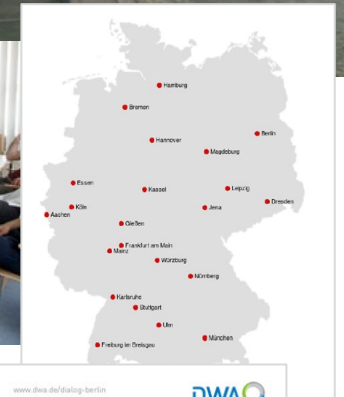 Hamburg
Bremen
Hannover
Berlin
Magdeburg
Essen
Kassel
Leipzig
Köln
Aachen
Jena
Dresden
Gießen
Frankfurt am Main
Mainz
Würzburg
Nürnberg
Karlsruhe
Stuttgart
Ulm
München
Freiburg im Breisgau
www.dwa.de/dialog-berlin
DWA